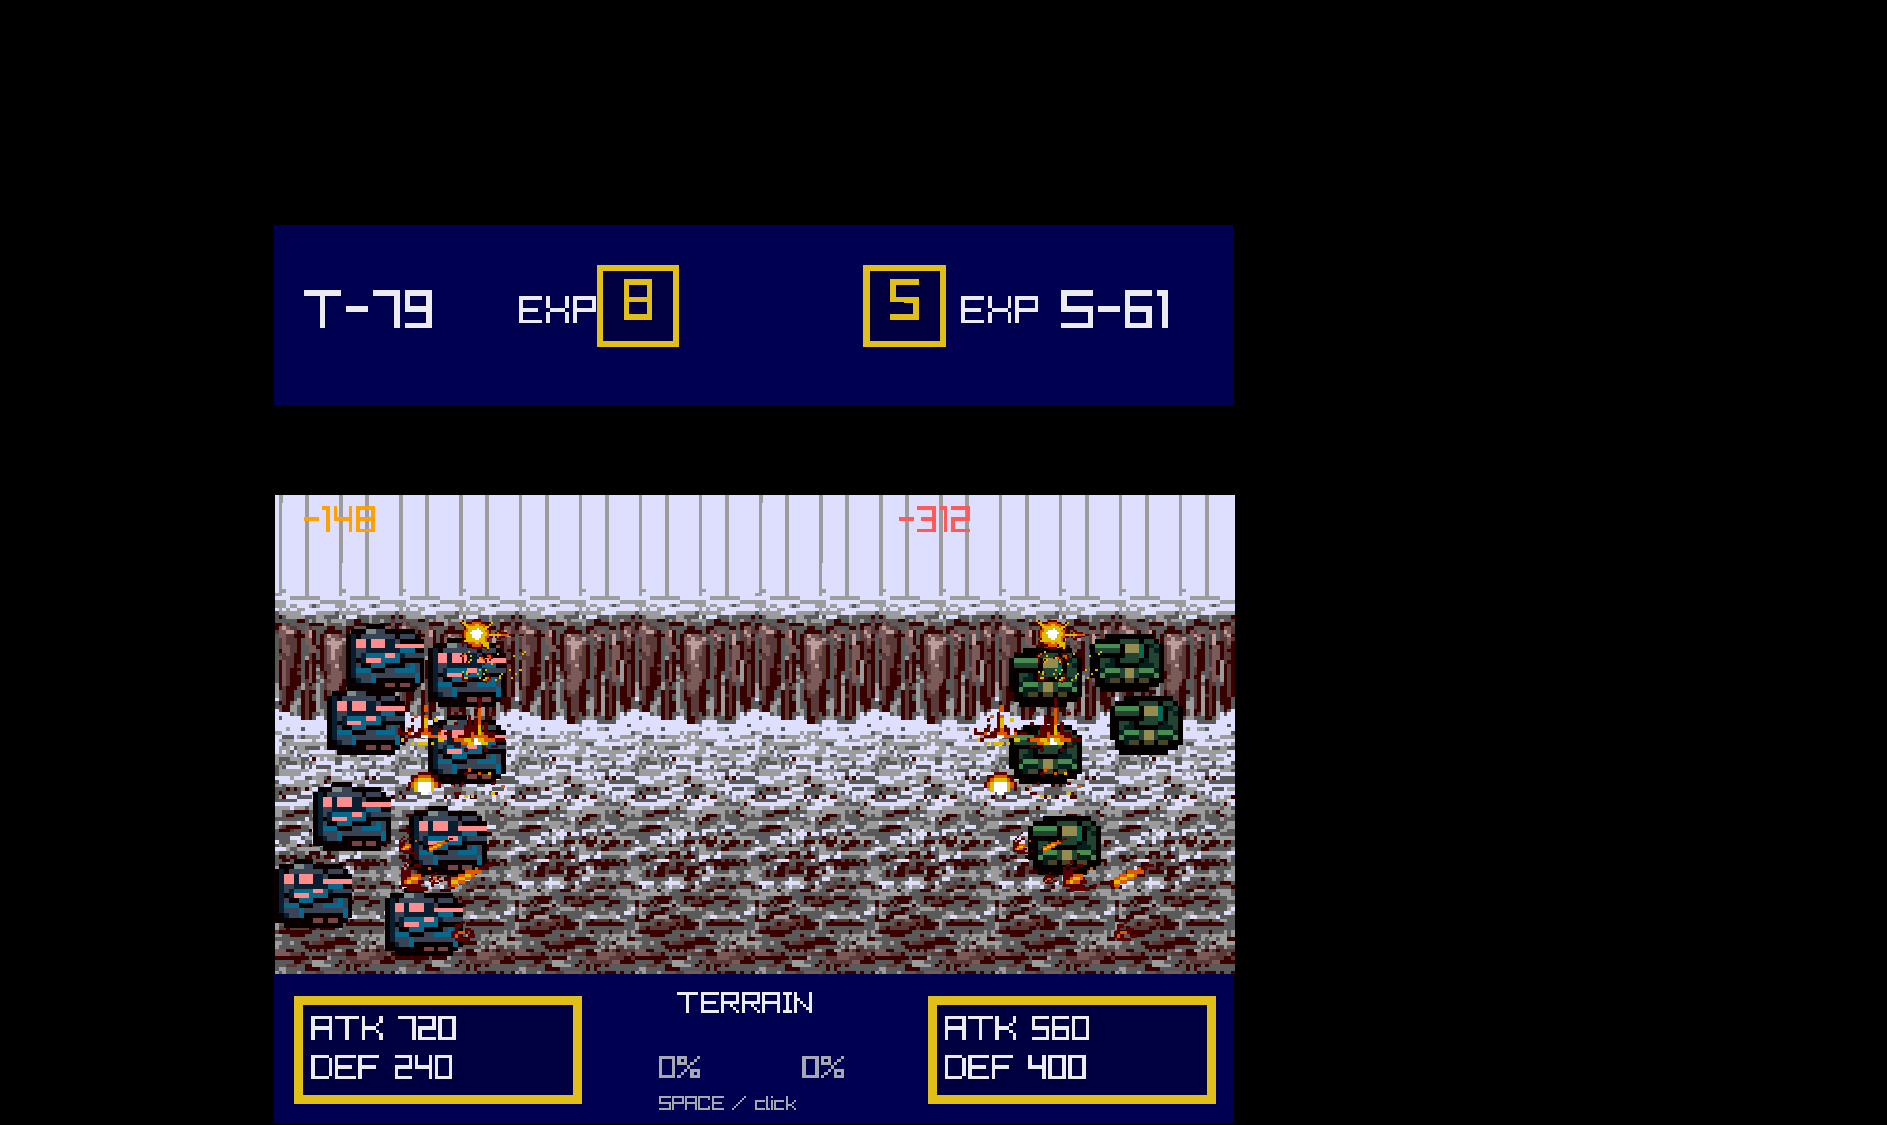 T-79 EXP 8 5 EXP S-61
-148 -312
TERRAIN
ATK 720
DEF 240
0% 0%
ATK 560
DEF 400
SPACE / click